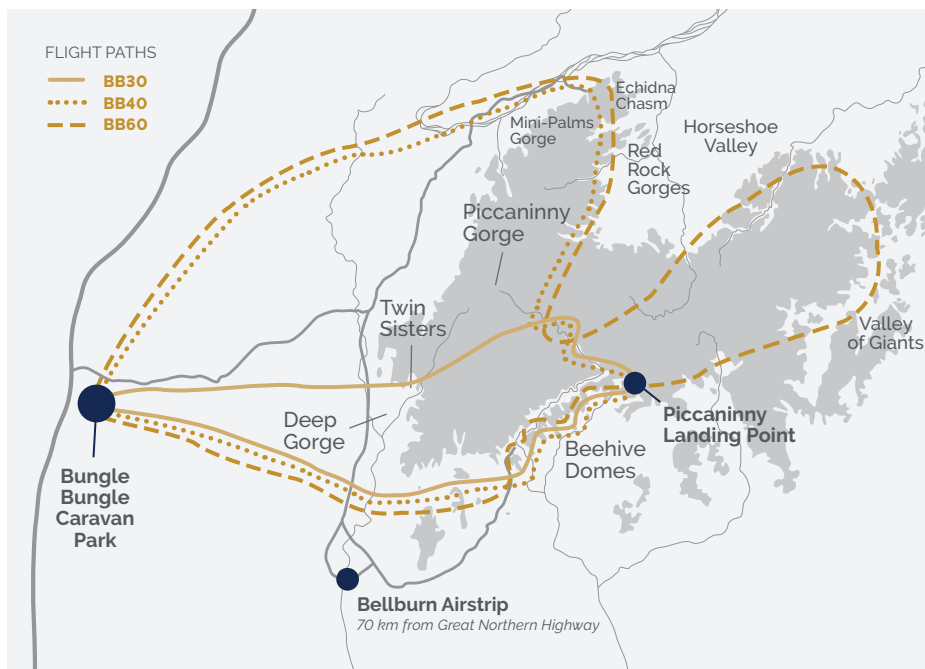 FLIGHT PATHS
BB30
BB40
BB60
Echidna
Chasm
Mini-Palms
Gorge
Horseshoe
Valley
Red
Rock
Gorges
Piccaninny
Gorge
Twin
Sisters
Valley
of Giants
Deep
Gorge
Piccaninny
Landing Point
Beehive
Domes
Bungle
Bungle
Caravan
Park
Bellburn Airstrip
70 km from Great Northern Highway